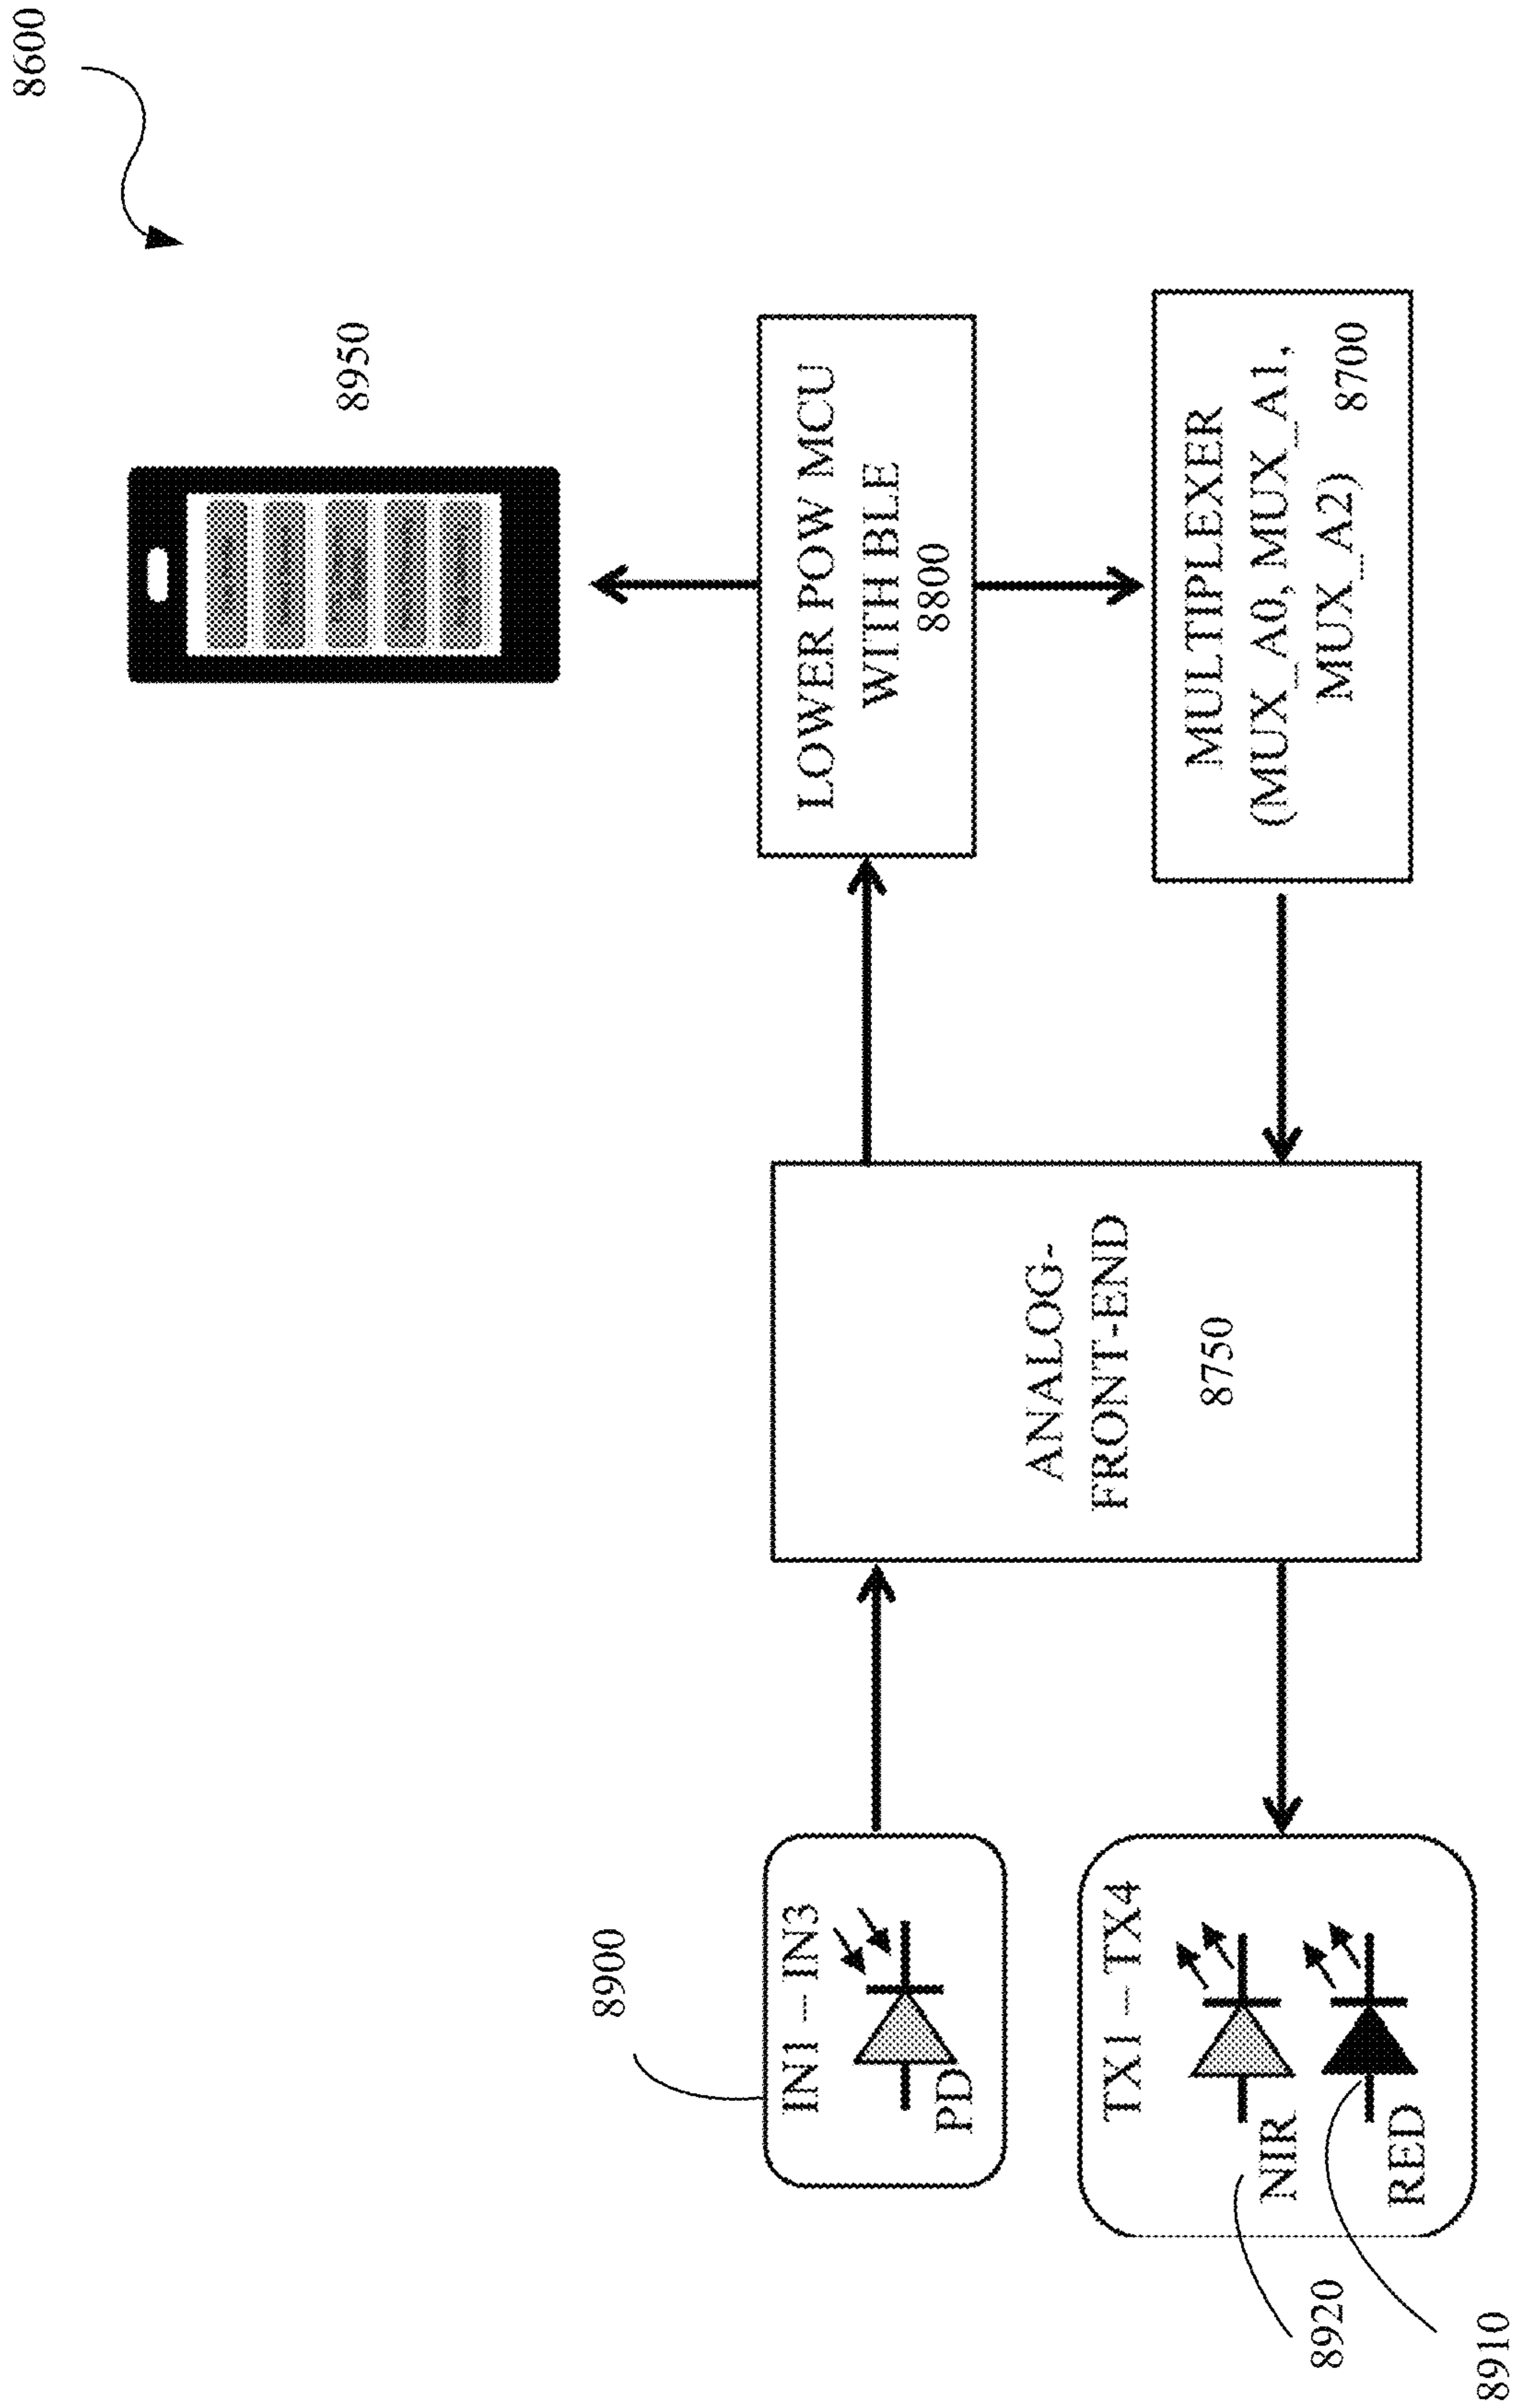 8600
8950
LOWER POW MCU
WITH BLE
8800
MULTIPLEXER
(MUX_A0, MUX_A1,
MUX_A2) 8700
ANALOG-
FRONT-END
8750
8900
IN1 – IN3
PD
TX1 – TX4
NIR
RED
8920
8910